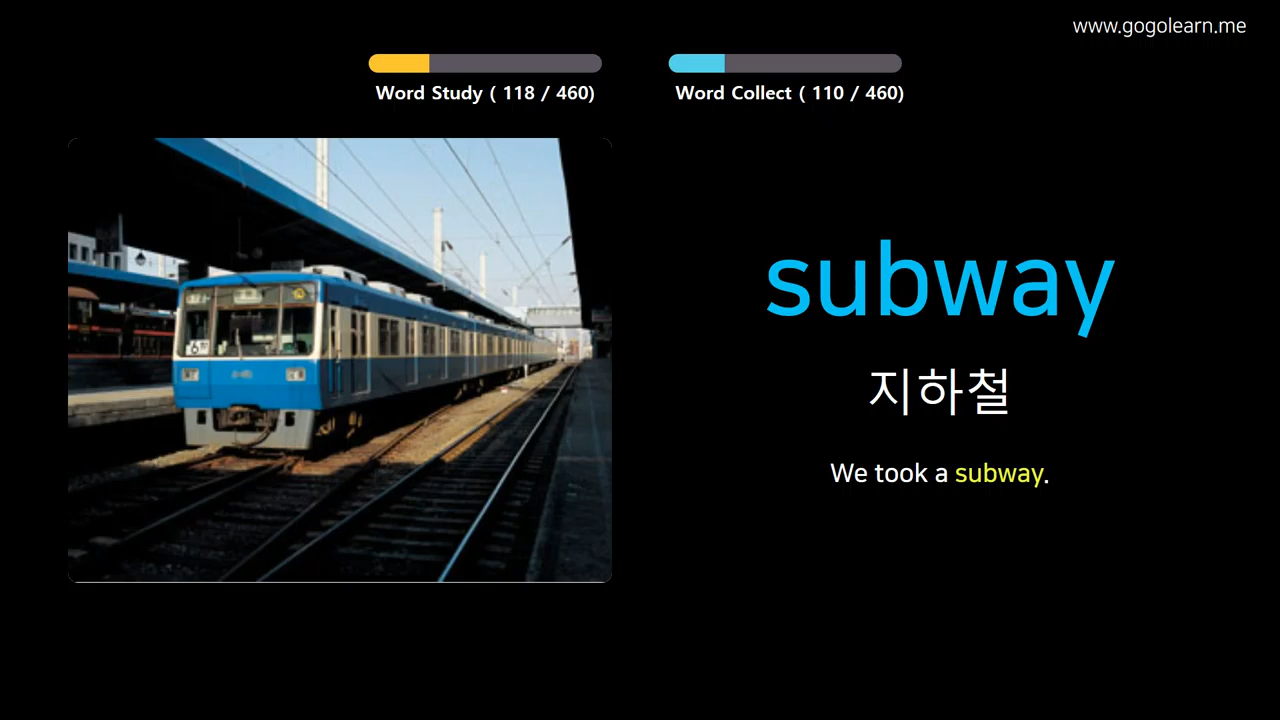 www.gogolearn.me
Word Study ( 118 / 460)
Word Collect ( 110 / 460)
subway
지하철
We took a subway.